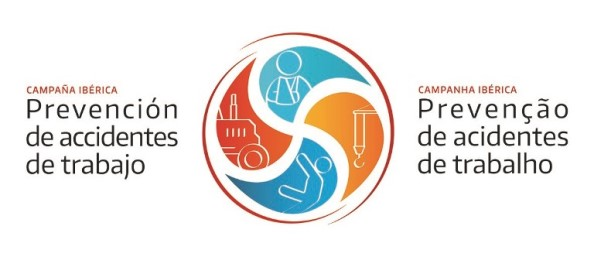 CAMPAÑA IBÉRICA
Prevención
de accidentes
de trabajo
CAMPANHA IBÉRICA
Prevenção
de acidentes
de trabalho